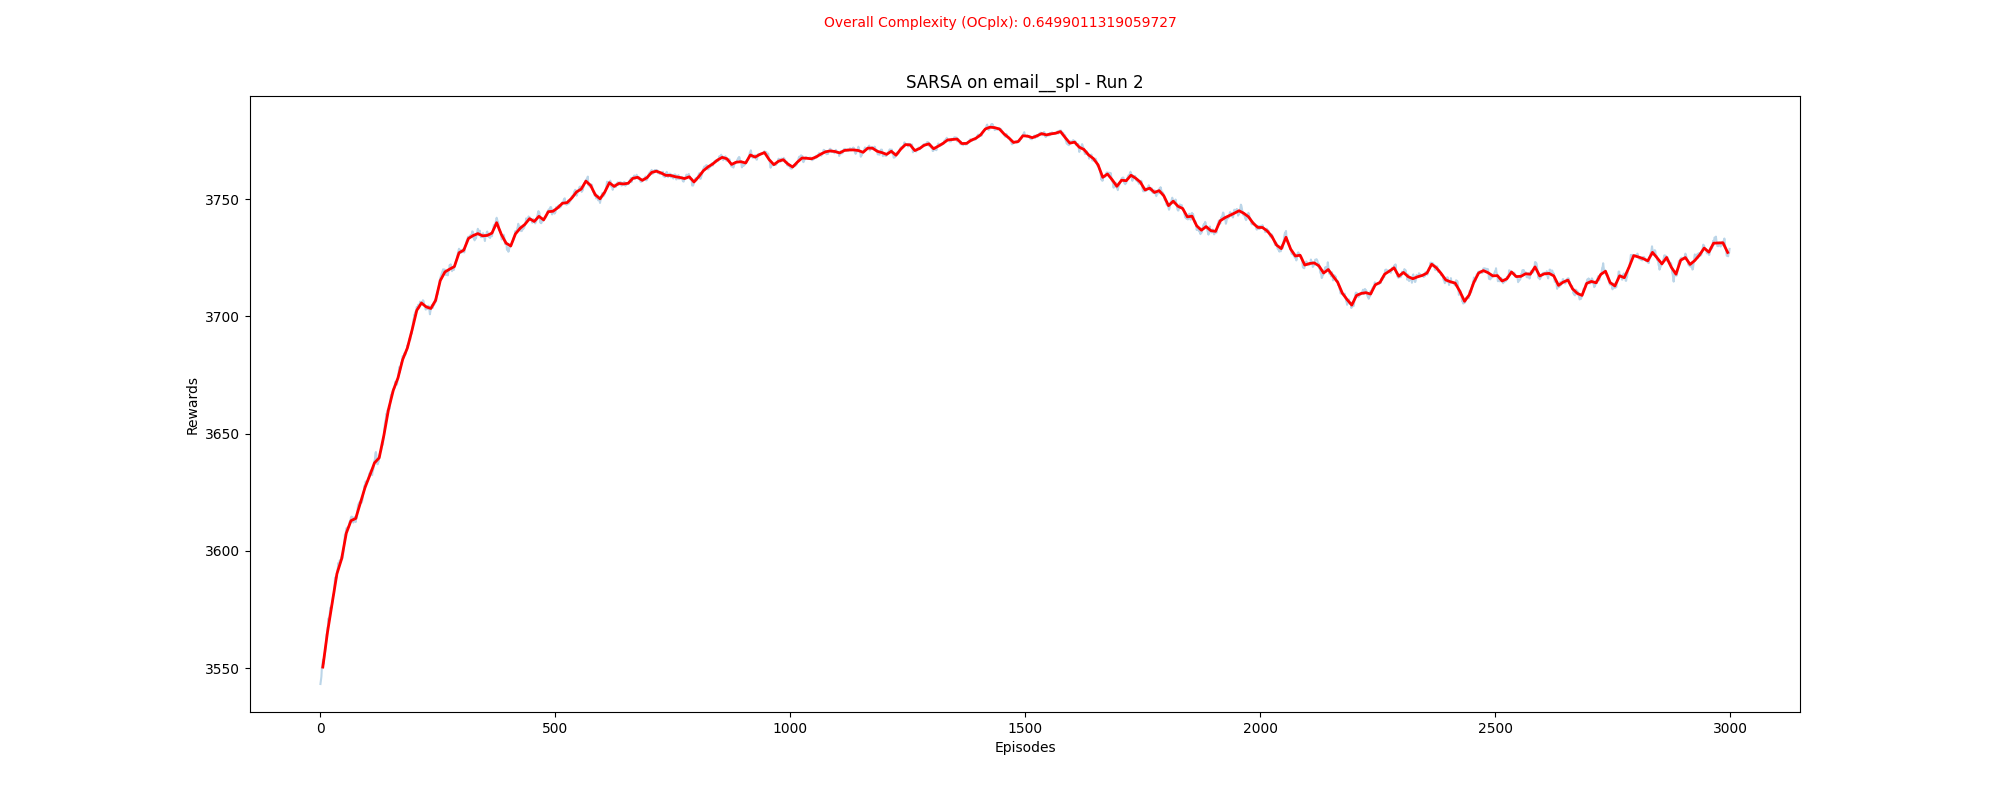 Overall Complexity (OCplx): 0.6499011319059727
SARSA on email__spl - Run 2
Rewards
3750
3700
3650
3600
3550
0 500 1000 1500 2000 2500 3000
Episodes